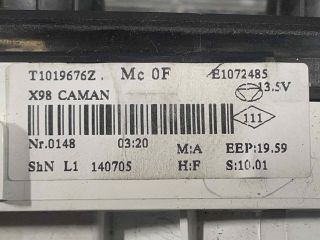 T1019676Z . Mc 0F E1072485
X98 CAMAN 13.5V
111
Nr.0148 03:20 M:A EEP:19.59
ShN L1 140705 H:F S:10.01